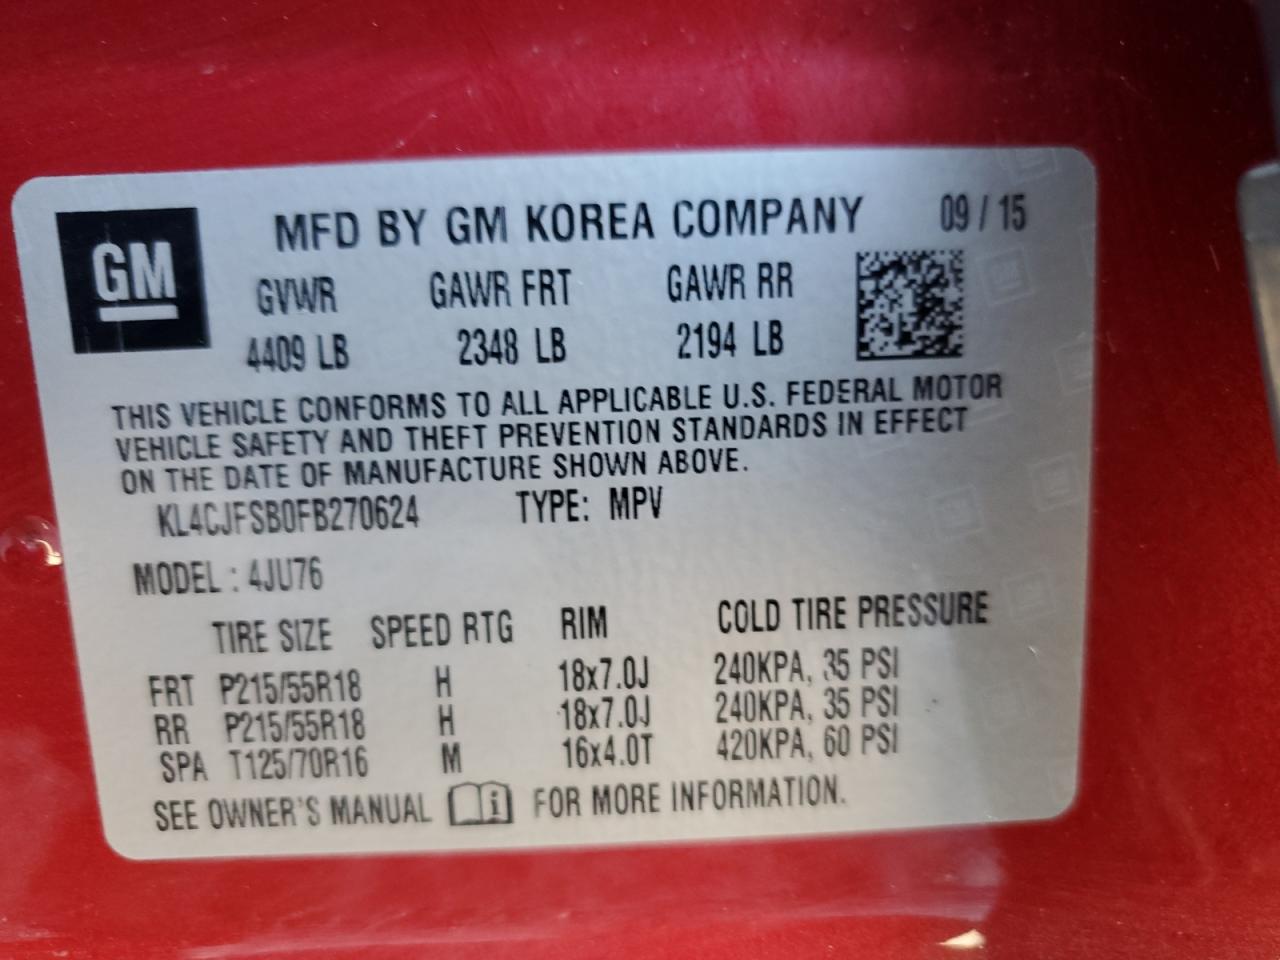 GM
MFD BY GM KOREA COMPANY 09 / 15
GVWR GAWR FRT GAWR RR
4409 LB 2348 LB 2194 LB
THIS VEHICLE CONFORMS TO ALL APPLICABLE U.S. FEDERAL MOTOR
VEHICLE SAFETY AND THEFT PREVENTION STANDARDS IN EFFECT
ON THE DATE OF MANUFACTURE SHOWN ABOVE.
KL4CJFSB0FB270624 TYPE: MPV
MODEL : 4JU76
TIRE SIZE SPEED RTG RIM COLD TIRE PRESSURE
FRT P215/55R18 H 18x7.0J 240KPA, 35 PSI
RR P215/55R18 H 18x7.0J 240KPA, 35 PSI
SPA T125/70R16 M 16x4.0T 420KPA, 60 PSI
SEE OWNER'S MANUAL i FOR MORE INFORMATION.